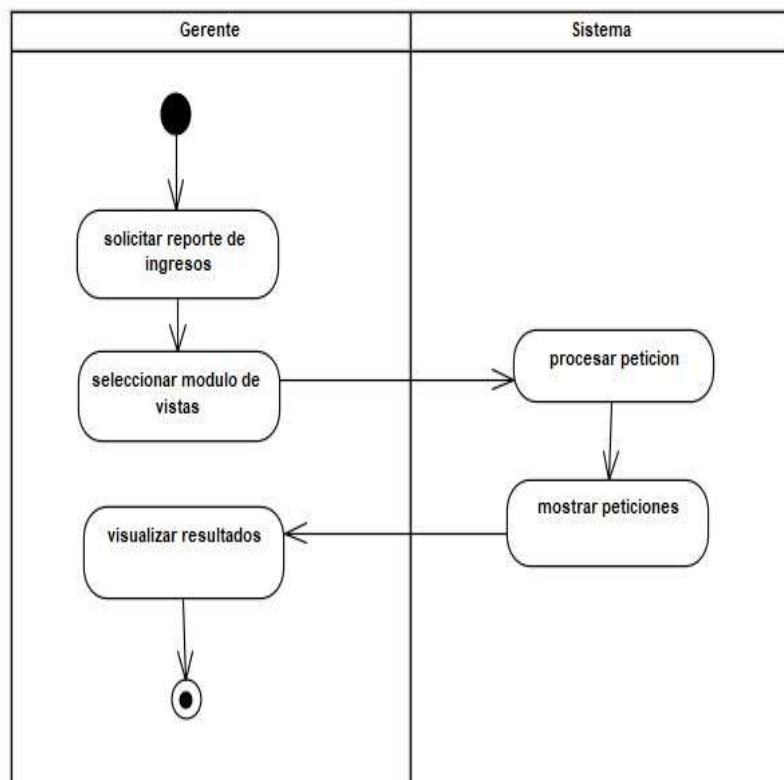 Gerente
Sistema
solicitar reporte de
ingresos
seleccionar modulo de
vistas
procesar peticion
mostrar peticiones
visualizar resultados